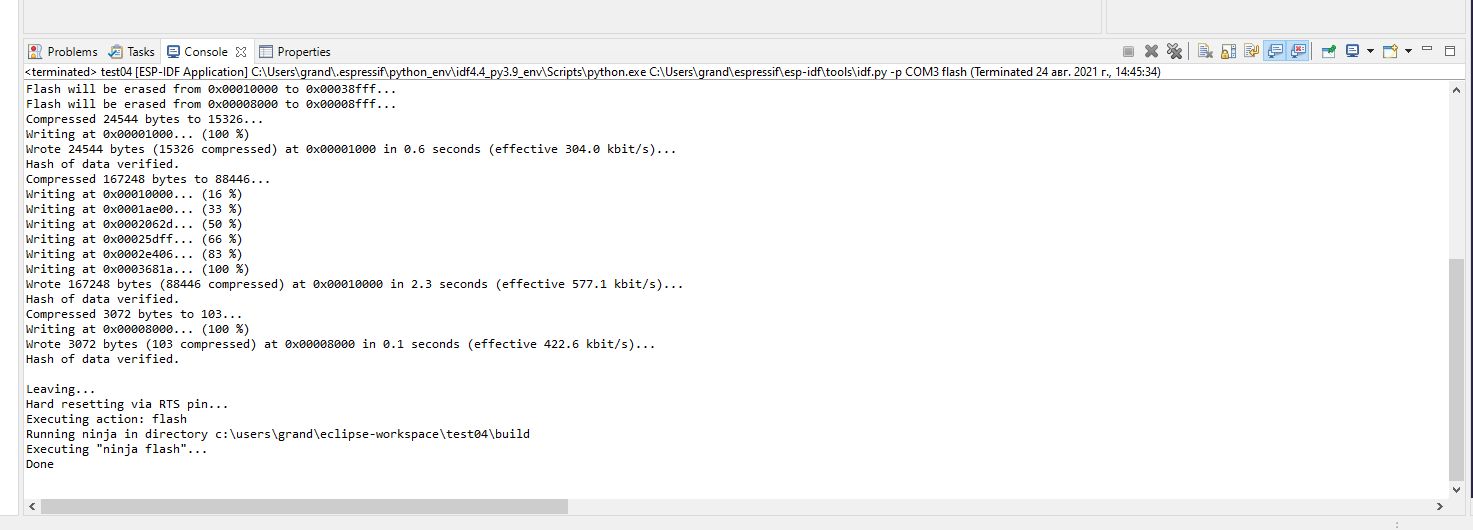 Problems Tasks Console Properties
<terminated> test04 [ESP-IDF Application] C:\Users\grand\.espressif\python_env\idf4.4_py3.9_env\Scripts\python.exe C:\Users\grand\espressif\esp-idf\tools\idf.py -p COM3 flash (Terminated 24 авг. 2021 г., 14:45:34)
Flash will be erased from 0x00010000 to 0x00038fff...
Flash will be erased from 0x00008000 to 0x00008fff...
Compressed 24544 bytes to 15326...
Writing at 0x00001000... (100 %)
Wrote 24544 bytes (15326 compressed) at 0x00001000 in 0.6 seconds (effective 304.0 kbit/s)...
Hash of data verified.
Compressed 167248 bytes to 88446...
Writing at 0x00010000... (16 %)
Writing at 0x0001ae00... (33 %)
Writing at 0x0002062d... (50 %)
Writing at 0x00025dff... (66 %)
Writing at 0x0002e406... (83 %)
Writing at 0x0003681a... (100 %)
Wrote 167248 bytes (88446 compressed) at 0x00010000 in 2.3 seconds (effective 577.1 kbit/s)...
Hash of data verified.
Compressed 3072 bytes to 103...
Writing at 0x00008000... (100 %)
Wrote 3072 bytes (103 compressed) at 0x00008000 in 0.1 seconds (effective 422.6 kbit/s)...
Hash of data verified.
Leaving...
Hard resetting via RTS pin...
Executing action: flash
Running ninja in directory c:\users\grand\eclipse-workspace\test04\build
Executing "ninja flash"...
Done